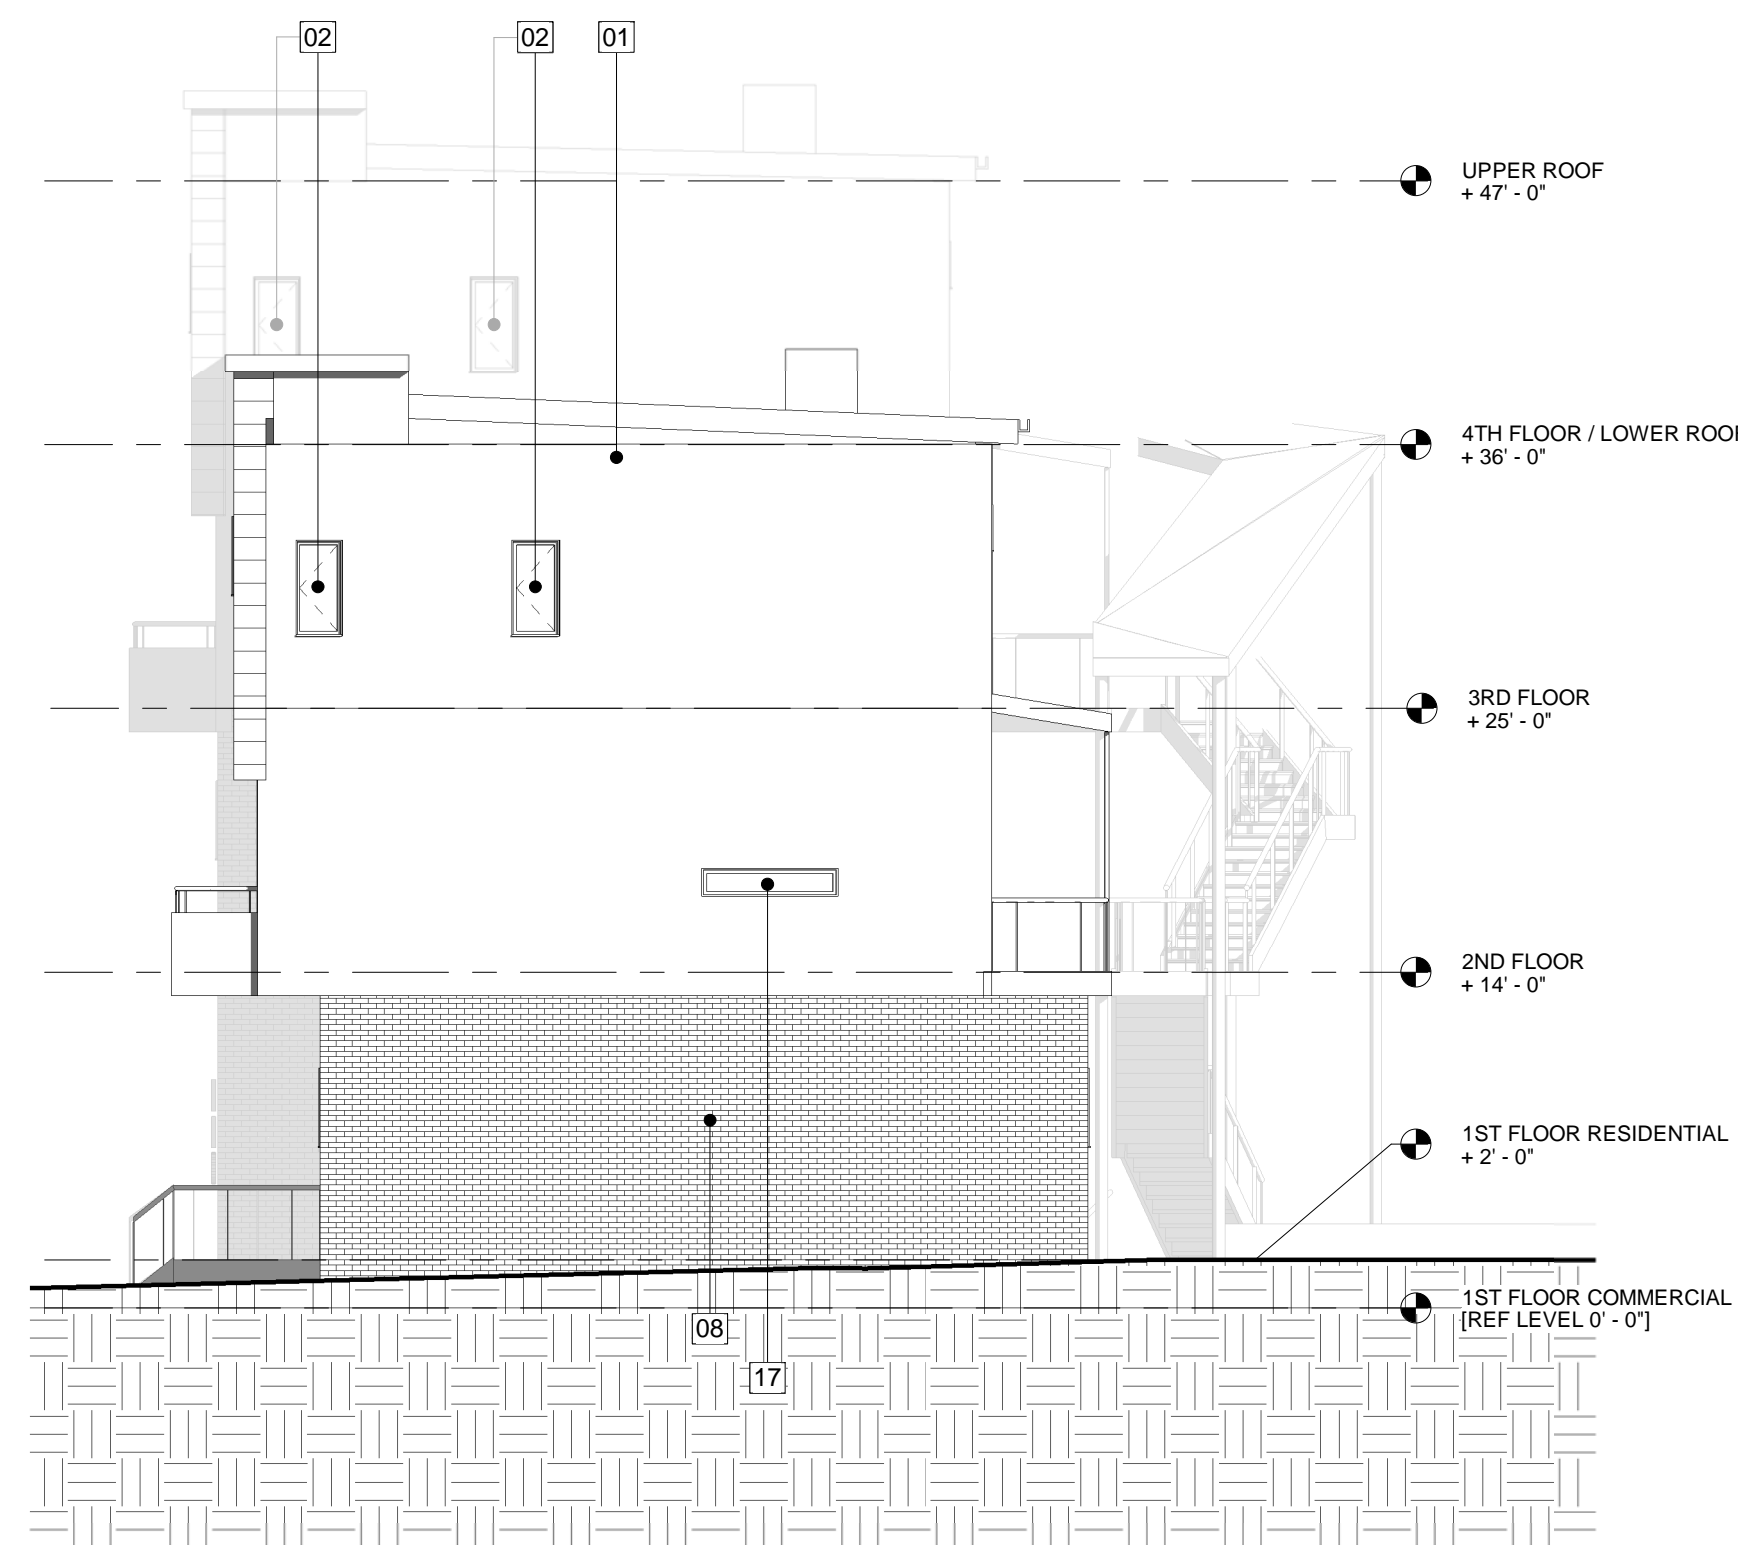 02
02
01
UPPER ROOF
+ 47' - 0"
4TH FLOOR / LOWER ROOF
+ 36' - 0"
3RD FLOOR
+ 25' - 0"
2ND FLOOR
+ 14' - 0"
1ST FLOOR RESIDENTIAL
+ 2' - 0"
1ST FLOOR COMMERCIAL
[REF LEVEL 0' - 0"]
08
17